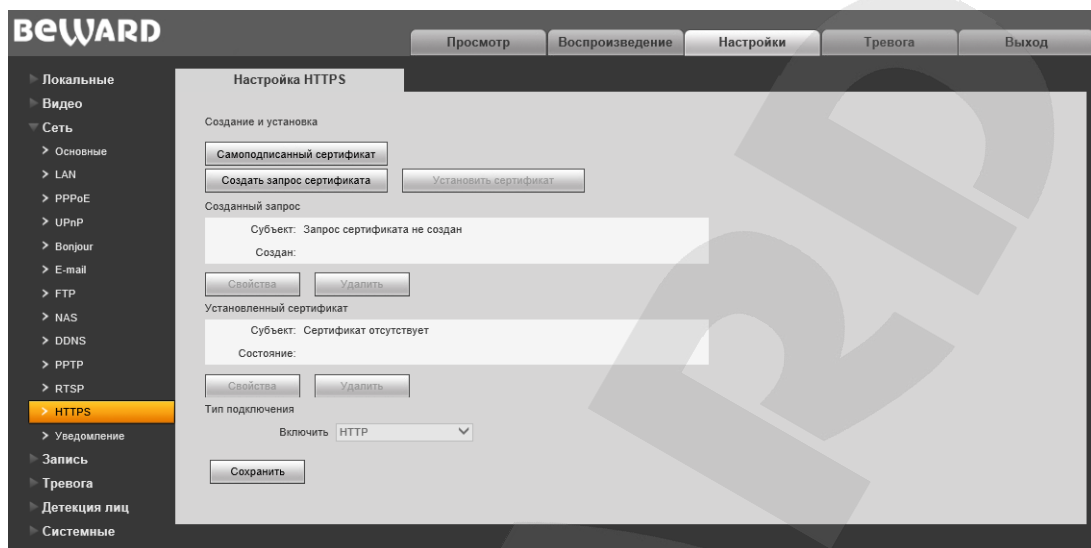 BEWARD
Просмотр Воспроизведение Настройки Тревога Выход
Локальные
Видео
Сеть
Основные
LAN
PPPoE
UPnP
Bonjour
E-mail
FTP
NAS
DDNS
PPTP
RTSP
HTTPS
Уведомление
Запись
Тревога
Детекция лиц
Системные
Настройка HTTPS
Создание и установка
Самоподписанный сертификат
Создать запрос сертификата Установить сертификат
Созданный запрос
Субъект: Запрос сертификата не создан
Создан:
Свойства Удалить
Установленный сертификат
Субъект: Сертификат отсутствует
Состояние:
Свойства Удалить
Тип подключения
Включить HTTP
Сохранить